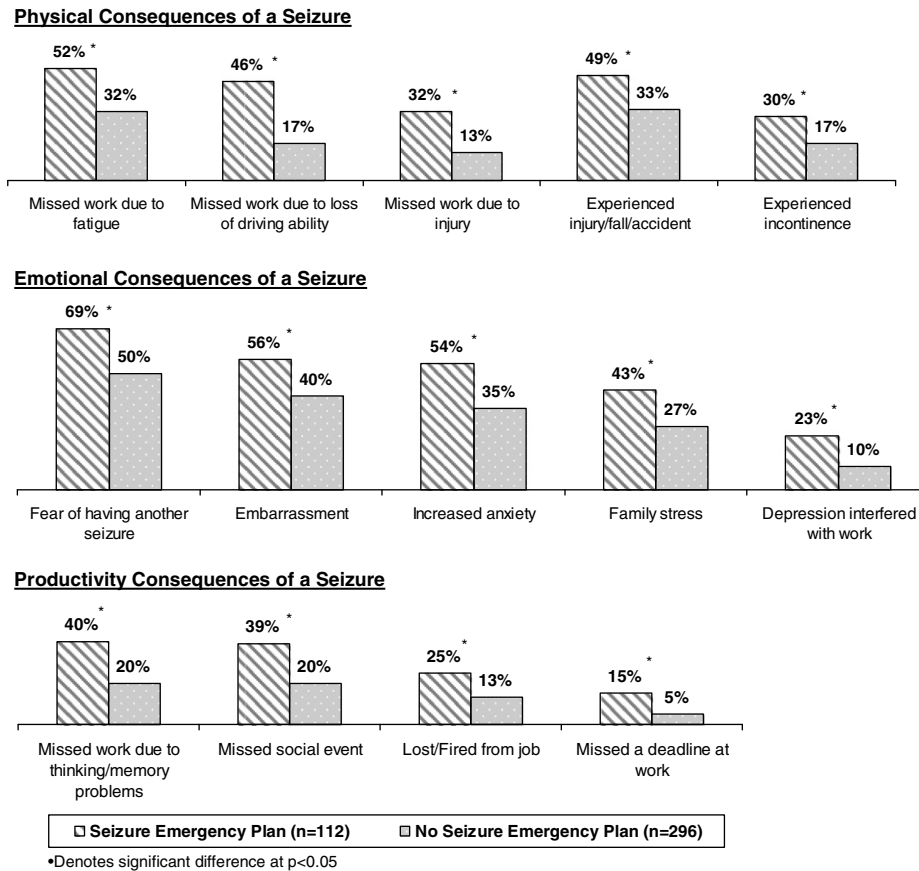 Physical Consequences of a Seizure
52% * 46% * 32% * 49% * 30% *
32% 17% 13% 33% 17%
Missed work due to fatigue
Missed work due to loss of driving ability
Missed work due to injury
Experienced injury/fall/accident
Experienced incontinence
Emotional Consequences of a Seizure
69% * 56% * 54% * 43% * 23% *
50% 40% 35% 27% 10%
Fear of having another seizure
Embarrassment
Increased anxiety
Family stress
Depression interfered with work
Productivity Consequences of a Seizure
40% * 39% * 25% * 15% *
20% 20% 13% 5%
Missed work due to thinking/memory problems
Missed social event
Lost/Fired from job
Missed a deadline at work
Seizure Emergency Plan (n=112) No Seizure Emergency Plan (n=296)
•Denotes significant difference at p<0.05